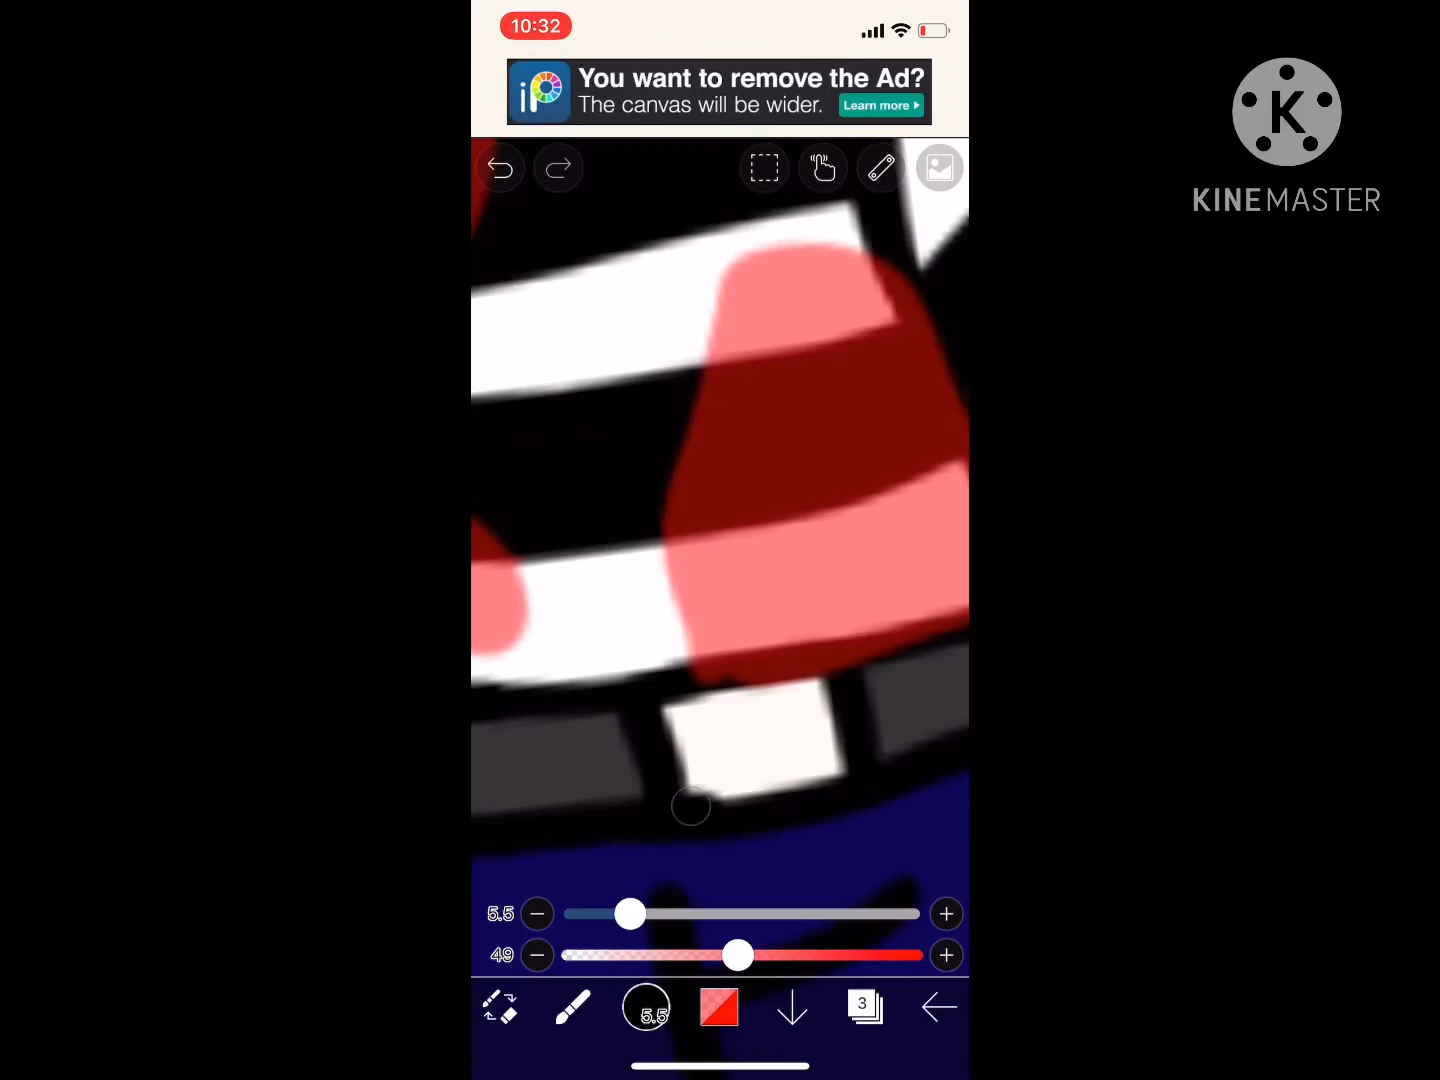 10:32
iP
You want to remove the Ad?
The canvas will be wider.
Learn more
K
KINEMASTER
5.5
49
5.5
3